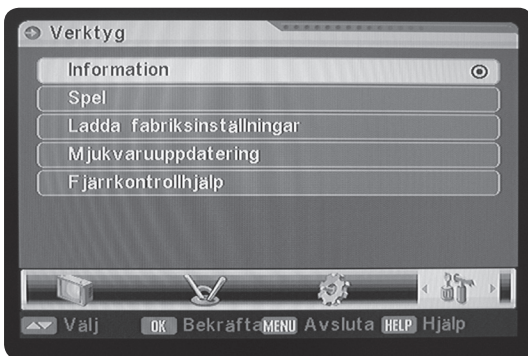 Verktyg
Information
Spel
Ladda fabriksinställningar
Mjukvaruuppdatering
Fjärrkontrollhjälp
Välj OK Bekräfta MENU Avsluta HELP Hjälp